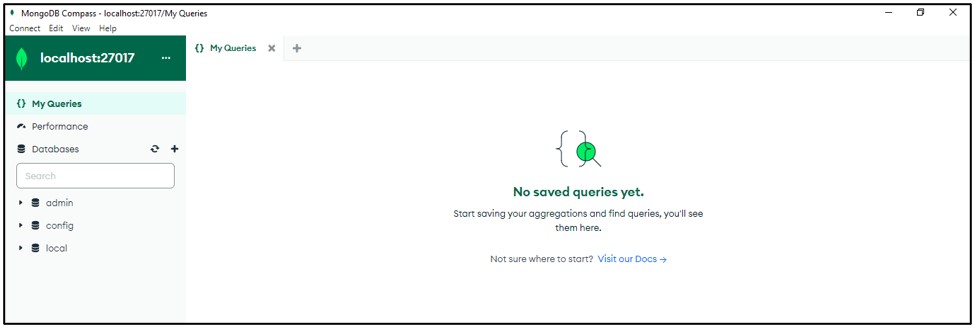 MongoDB Compass - localhost:27017/My Queries
Connect Edit View Help
localhost:27017 ...
{} My Queries
{} My Queries
Performance
Databases
Search
admin
config
local
No saved queries yet.
Start saving your aggregations and find queries, you'll see
them here.
Not sure where to start? Visit our Docs →